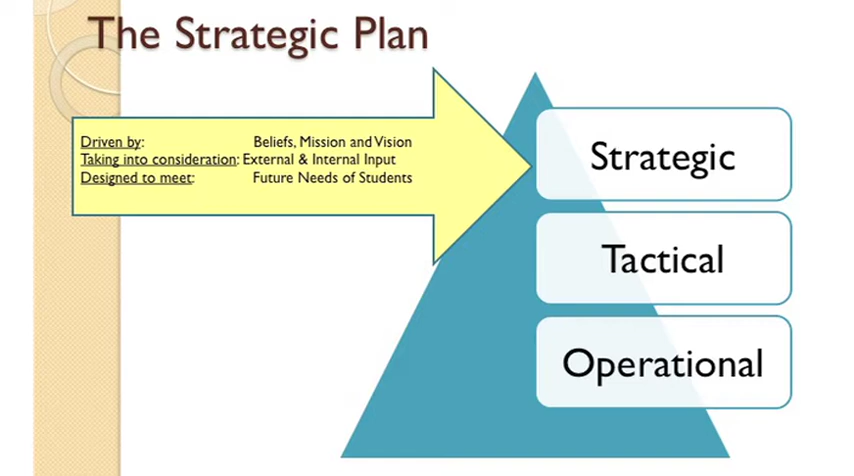 The Strategic Plan
Driven by: Beliefs, Mission and Vision
Taking into consideration: External & Internal Input
Designed to meet: Future Needs of Students
Strategic
Tactical
Operational